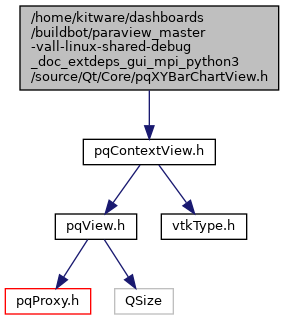 /home/kitware/dashboards
/buildbot/paraview_master
-vall-linux-shared-debug
_doc_extdeps_gui_mpi_python3
/source/Qt/Core/pqXYBarChartView.h
pqContextView.h
pqView.h
vtkType.h
pqProxy.h
QSize